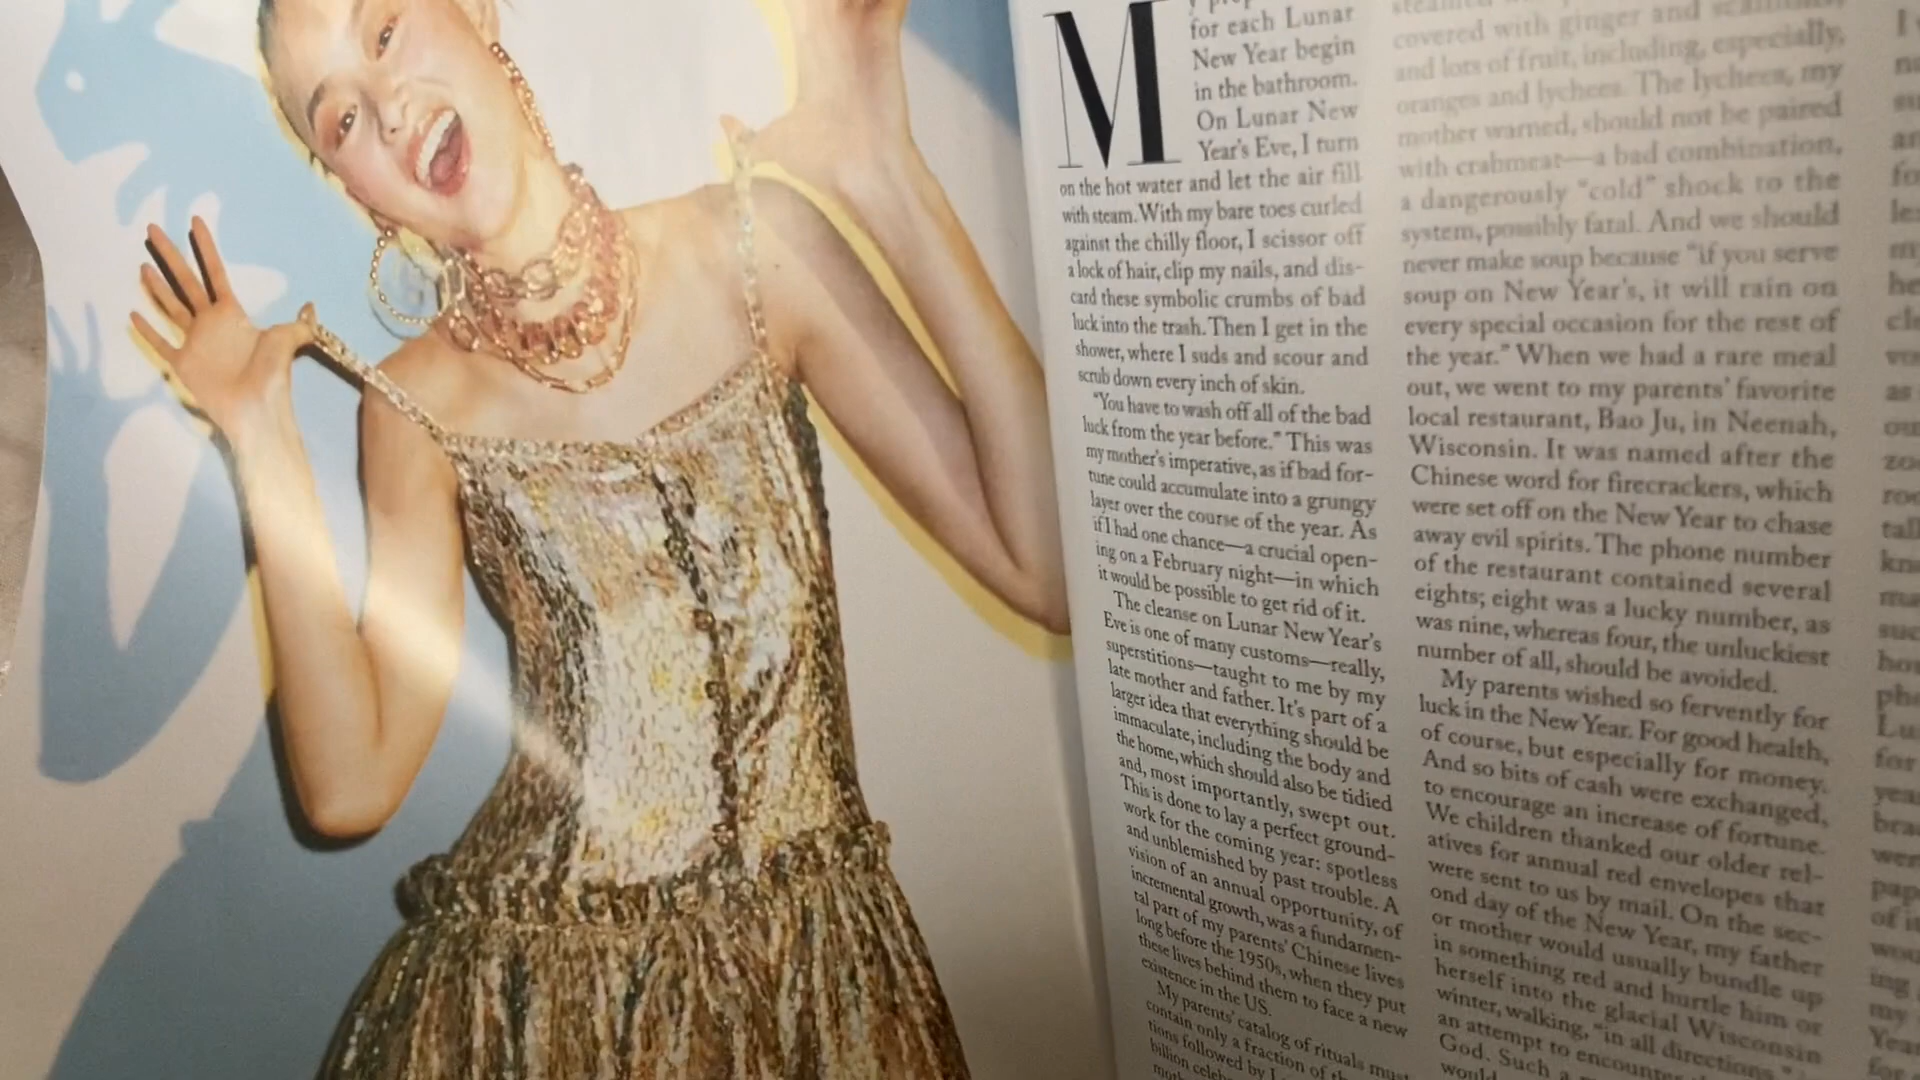 My prep
for each Lunar
New Year begin
in the bathroom.
On Lunar New
Year's Eve, I turn
on the hot water and let the air fill
with steam. With my bare toes curled
against the chilly floor, I scissor off
a lock of hair, clip my nails, and dis-
card these symbolic crumbs of bad
luck into the trash. Then I get in the
shower, where I suds and scour and
scrub down every inch of skin.
"You have to wash off all of the bad
luck from the year before." This was
my mother's imperative, as if bad for-
tune could accumulate into a grungy
layer over the course of the year. As
if I had one chance—a crucial open-
ing on a February night—in which
it would be possible to get rid of it.
The cleanse on Lunar New Year's
Eve is one of many customs—really,
superstitions—taught to me by my
late mother and father. It's part of a
larger idea that everything should be
immaculate, including the body and
the home, which should also be tidied
and, most importantly, swept out.
This is done to lay a perfect ground-
work for the coming year: spotless
and unblemished by past trouble. A
vision of an annual opportunity, of
incremental growth, was a fundamen-
tal part of my parents' Chinese lives
long before the 1950s, when they put
these lives behind them to face a new
existence in the US.
My parents' catalog of rituals must
contain only a fraction of the
tions followed by
billion
covered with ginger and
and lots of fruit, including, especially,
oranges and lychees. The lychees, my
mother warned, should not be paired
with crabmeat—a bad combination,
a dangerously "cold" shock to the
system, possibly fatal. And we should
never make soup because "if you serve
soup on New Year's, it will rain on
every special occasion for the rest of
the year." When we had a rare meal
out, we went to my parents' favorite
local restaurant, Bao Ju, in Neenah,
Wisconsin. It was named after the
Chinese word for firecrackers, which
were set off on the New Year to chase
away evil spirits. The phone number
of the restaurant contained several
eights; eight was a lucky number, as
was nine, whereas four, the unluckiest
number of all, should be avoided.
My parents wished so fervently for
luck in the New Year. For good health,
of course, but especially for money.
And so bits of cash were exchanged,
to encourage an increase of fortune.
We children thanked our older rel-
atives for annual red envelopes that
were sent to us by mail. On the sec-
ond day of the New Year, my father
or mother would usually bundle up
in something red and hurtle him or
herself into the glacial Wisconsin
winter, walking, "in all directions,"
an attempt to encounter
God. Such a
would